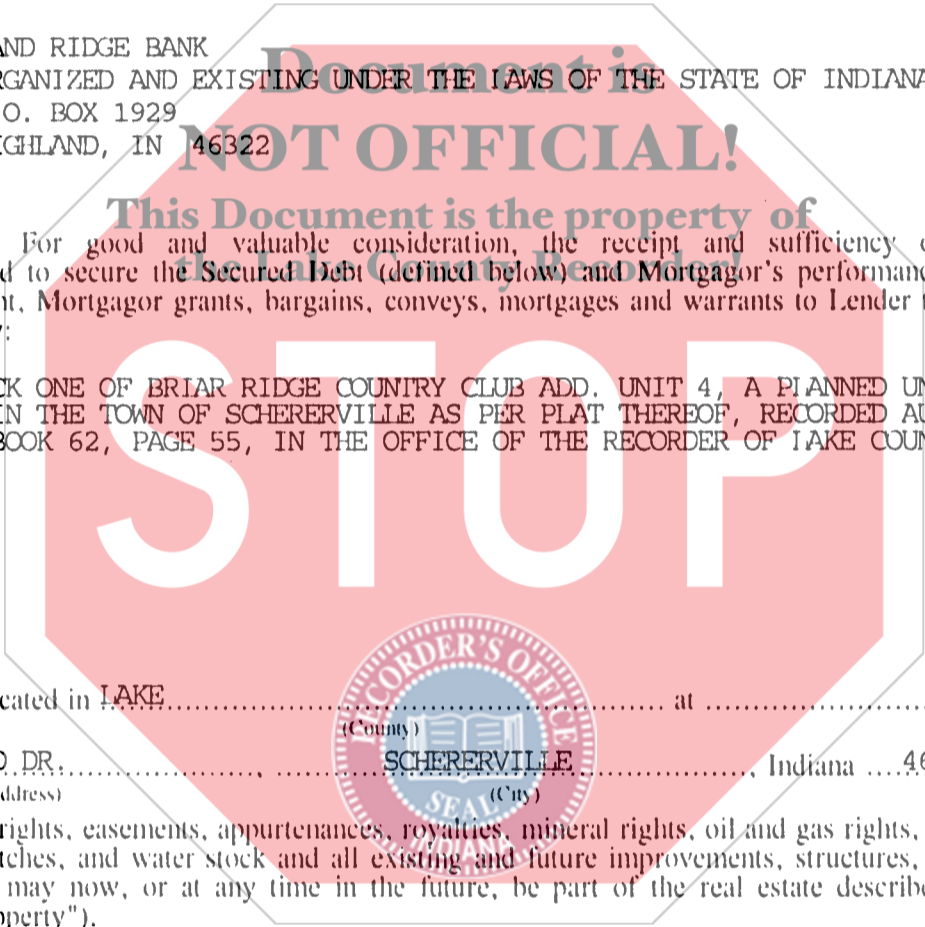 AND RIDGE BANK
RGANIZED AND EXISTING UNDER THE LAWS OF THE STATE OF INDIANA
O. BOX 1929
IGHLAND, IN 46322
Document is
NOT OFFICIAL!
This Document is the property of
the Lake County Recorder!
For good and valuable consideration, the receipt and sufficiency
d to secure the Secured Debt (defined below) and Mortgagor's performan
nt, Mortgagor grants, bargains, conveys, mortgages and warrants to Lender
y:
CK ONE OF BRIAR RIDGE COUNTRY CLUB ADD. UNIT 4, A PLANNED UN
IN THE TOWN OF SCHERERVILLE AS PER PLAT THEREOF, RECORDED AU
BOOK 62, PAGE 55, IN THE OFFICE OF THE RECORDER OF LAKE COUN
STOP
cated in LAKE at
(County)
D DR. , SCHERERVILLE , Indiana 46
ddress) (City)
RECORDER'S OFFICE
SEAL
INDIANA
rights, easements, appurtenances, royalties, mineral rights, oil and gas rights,
tches, and water stock and all existing and future improvements, structures,
may now, or at any time in the future, be part of the real estate describe
operty").